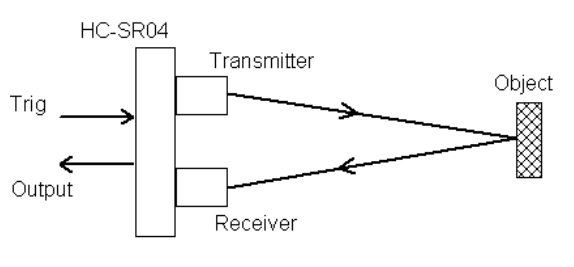 HC-SR04
Transmitter
Object
Trig
Output
Receiver